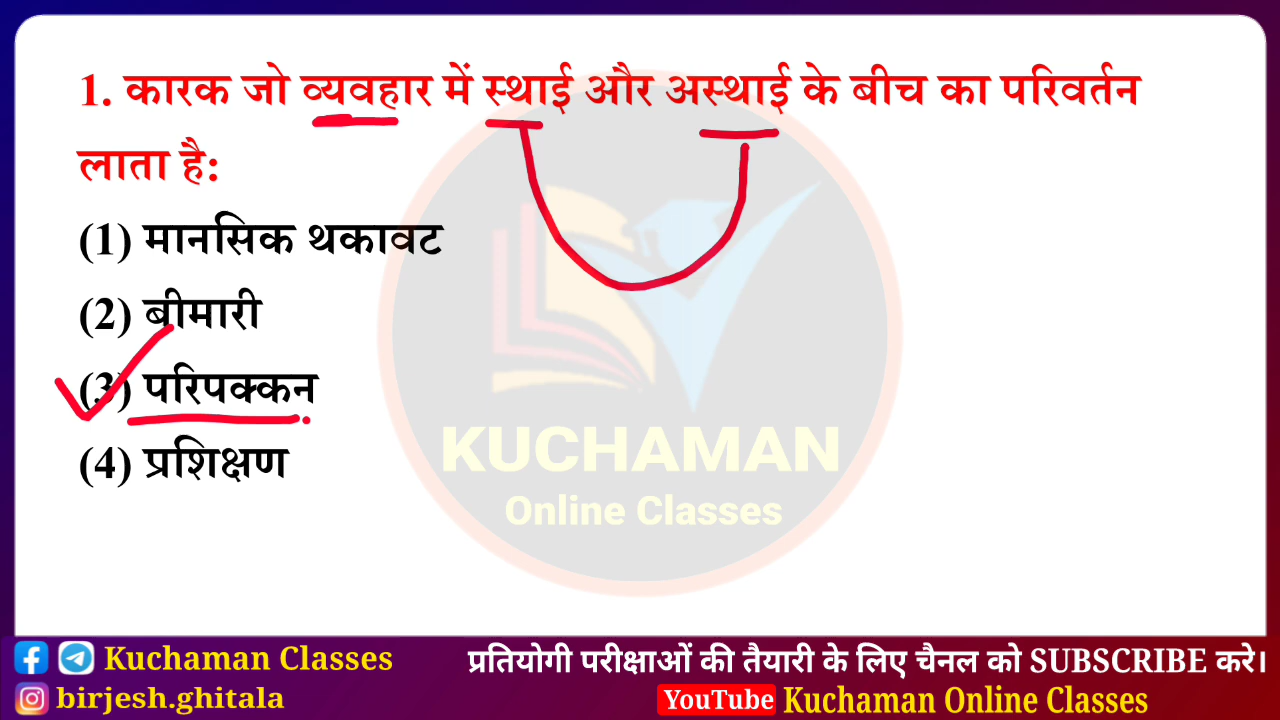 1. कारक जो व्यवहार में स्थाई और अस्थाई के बीच का परिवर्तन
लाता है:
(1) मानसिक थकावट
(2) बीमारी
(3) परिपक्कन
(4) प्रशिक्षण
KUCHAMAN
Online Classes
Kuchaman Classes
birjesh.ghitala
प्रतियोगी परीक्षाओं की तैयारी के लिए चैनल को SUBSCRIBE करे।
YouTube Kuchaman Online Classes